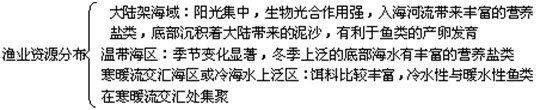 大陆架海域：阳光集中，生物光合作用强，入海河流带来丰富的营养
盐类，底部沉积着大陆带来的泥沙，有利于鱼类的产卵发育
渔业资源分布
温带海区：季节变化显著，冬季上泛的底部海水有丰富的营养盐类
寒暖流交汇海区或冷海水上泛区：饵料比较丰富，冷水性与暖水性鱼类
在寒暖流交汇处集聚